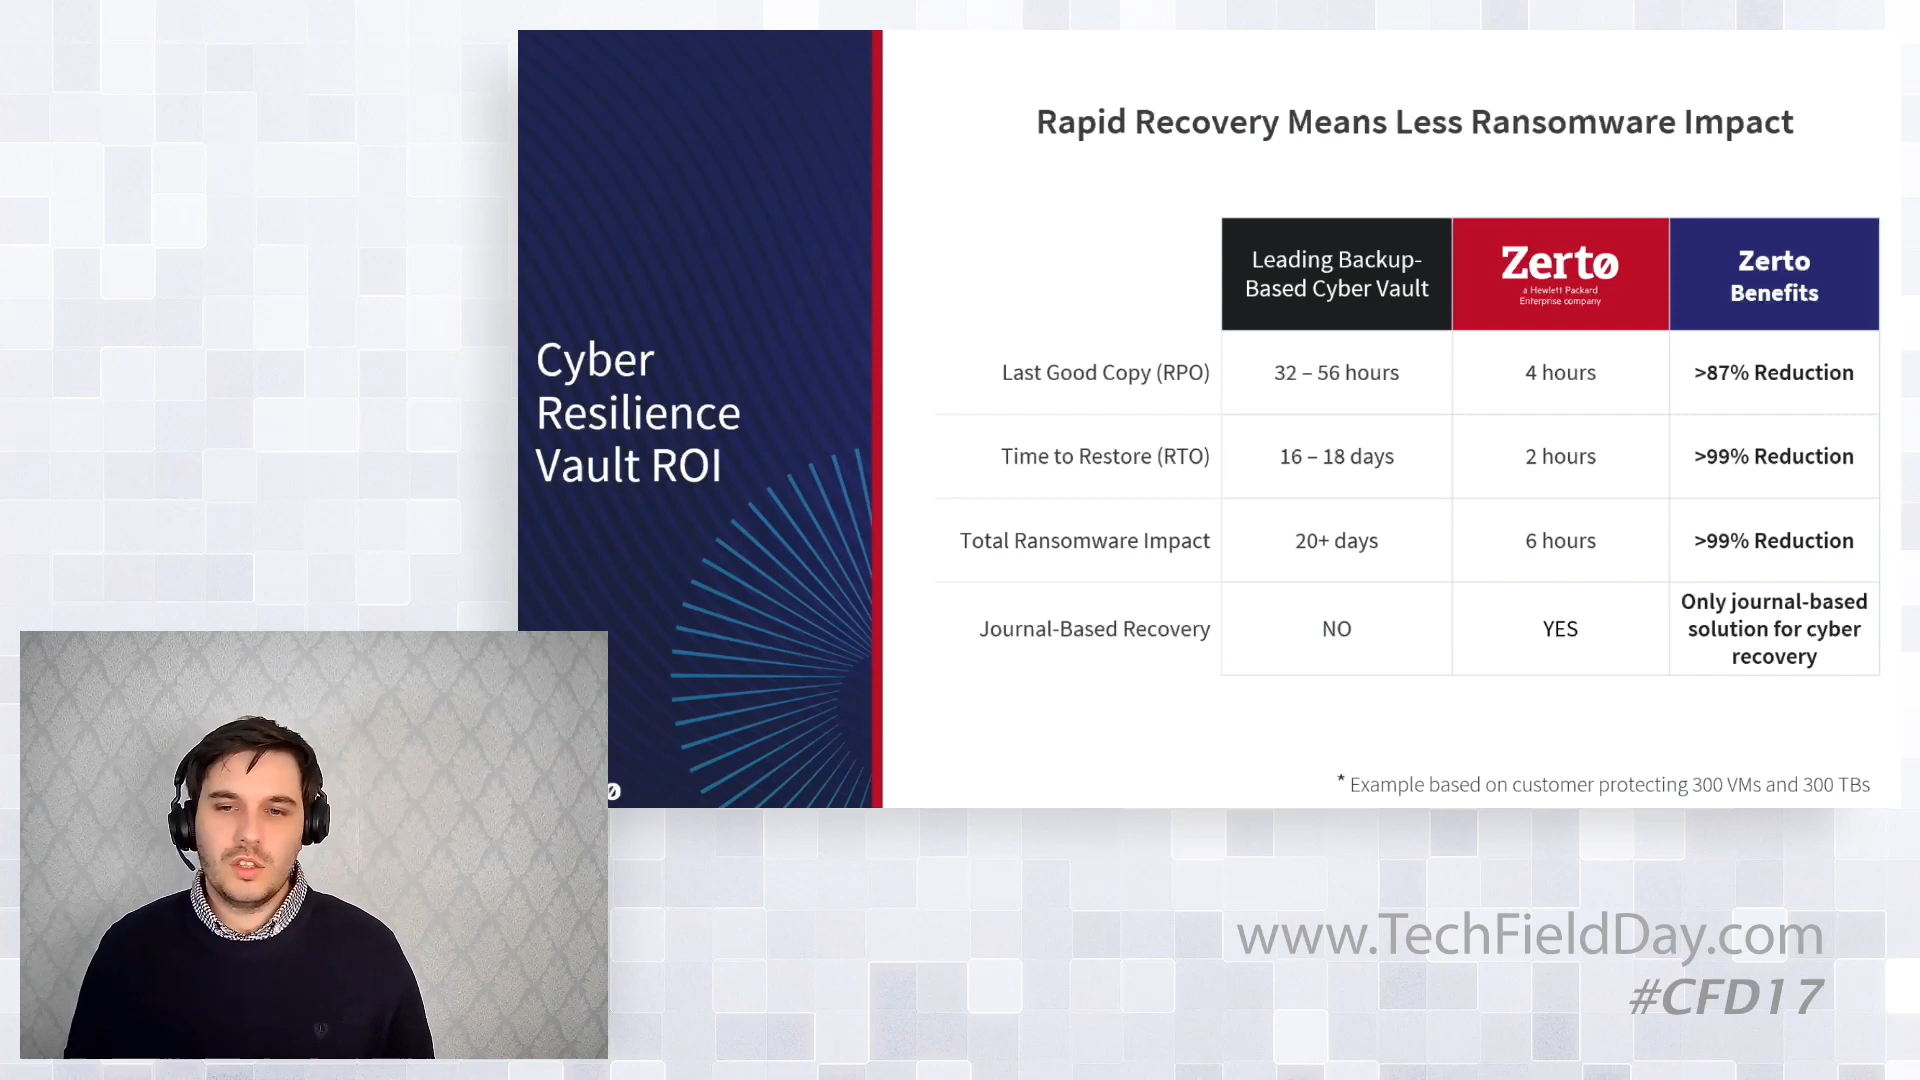 Cyber
Resilience
Vault ROI
Rapid Recovery Means Less Ransomware Impact
Leading Backup-
Based Cyber Vault
Zertø
a Hewlett Packard
Enterprise company
Zerto
Benefits
Last Good Copy (RPO)
32 – 56 hours
4 hours
>87% Reduction
Time to Restore (RTO)
16 – 18 days
2 hours
>99% Reduction
Total Ransomware Impact
20+ days
6 hours
>99% Reduction
Journal-Based Recovery
NO
YES
Only journal-based
solution for cyber
recovery
* Example based on customer protecting 300 VMs and 300 TBs
ø
www.TechFieldDay.com
#CFD17